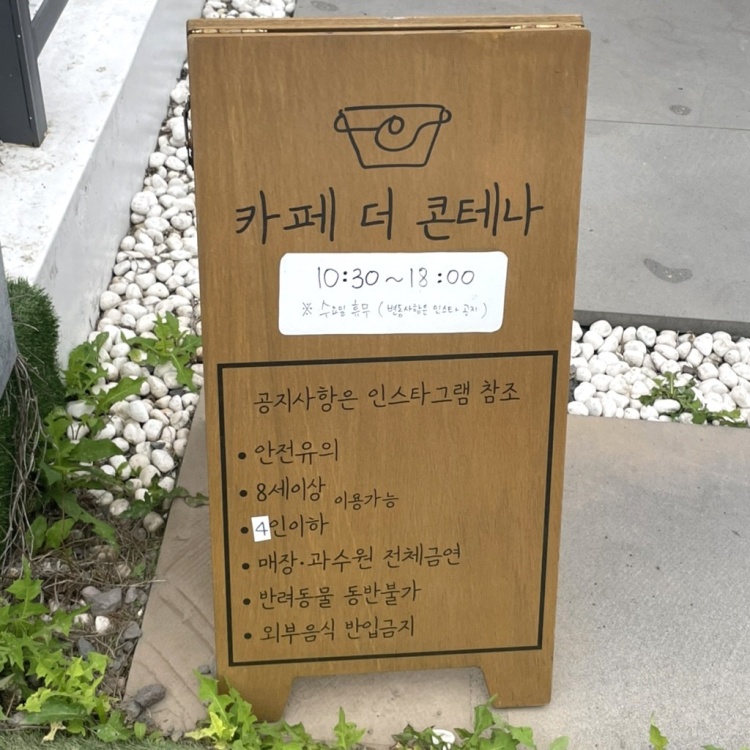 카페 더 콘테나
10:30~18:00
※ 수요일 휴무 (변동사항은 인스타 공지)
공지사항은 인스타그램 참조
• 안전유의
• 8세이상 이용가능
• 4인이하
• 매장·과수원 전체금연
• 반려동물 동반불가
• 외부음식 반입금지